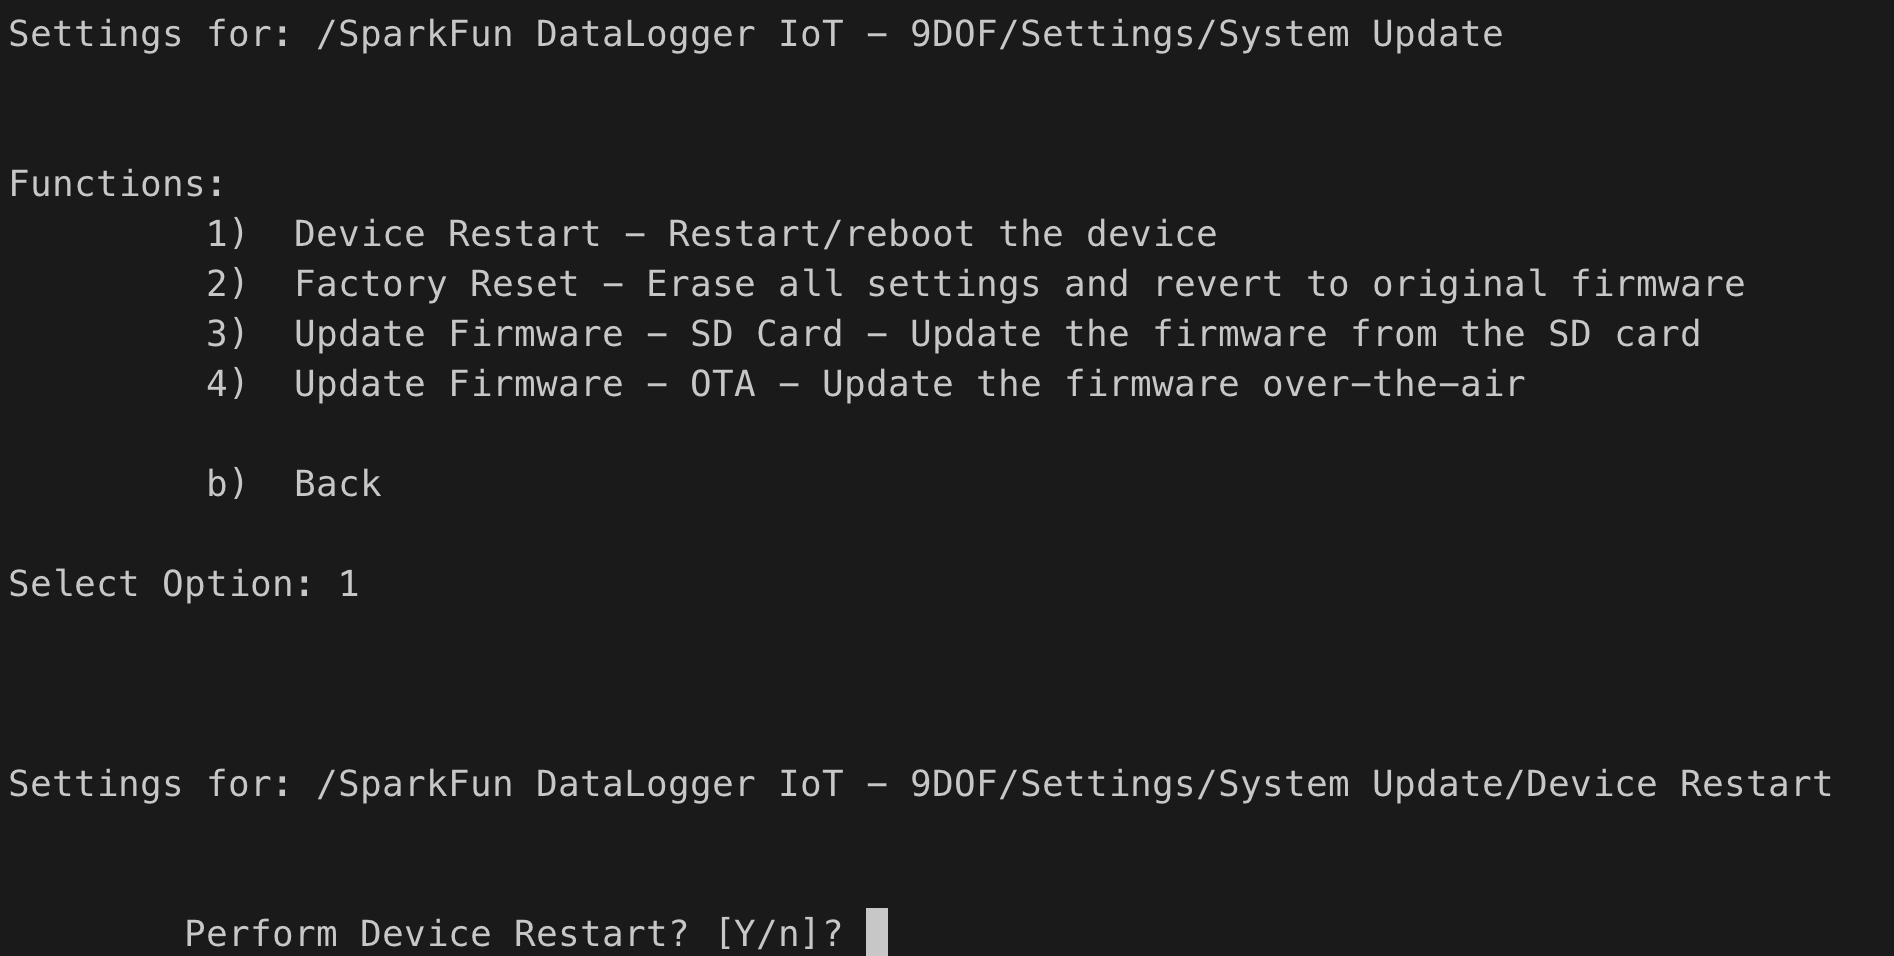 Settings for: /SparkFun DataLogger IoT – 9DOF/Settings/System Update
Functions:
1) Device Restart – Restart/reboot the device
2) Factory Reset – Erase all settings and revert to original firmware
3) Update Firmware – SD Card – Update the firmware from the SD card
4) Update Firmware – OTA – Update the firmware over-the-air
b) Back
Select Option: 1
Settings for: /SparkFun DataLogger IoT – 9DOF/Settings/System Update/Device Restart
Perform Device Restart? [Y/n]?